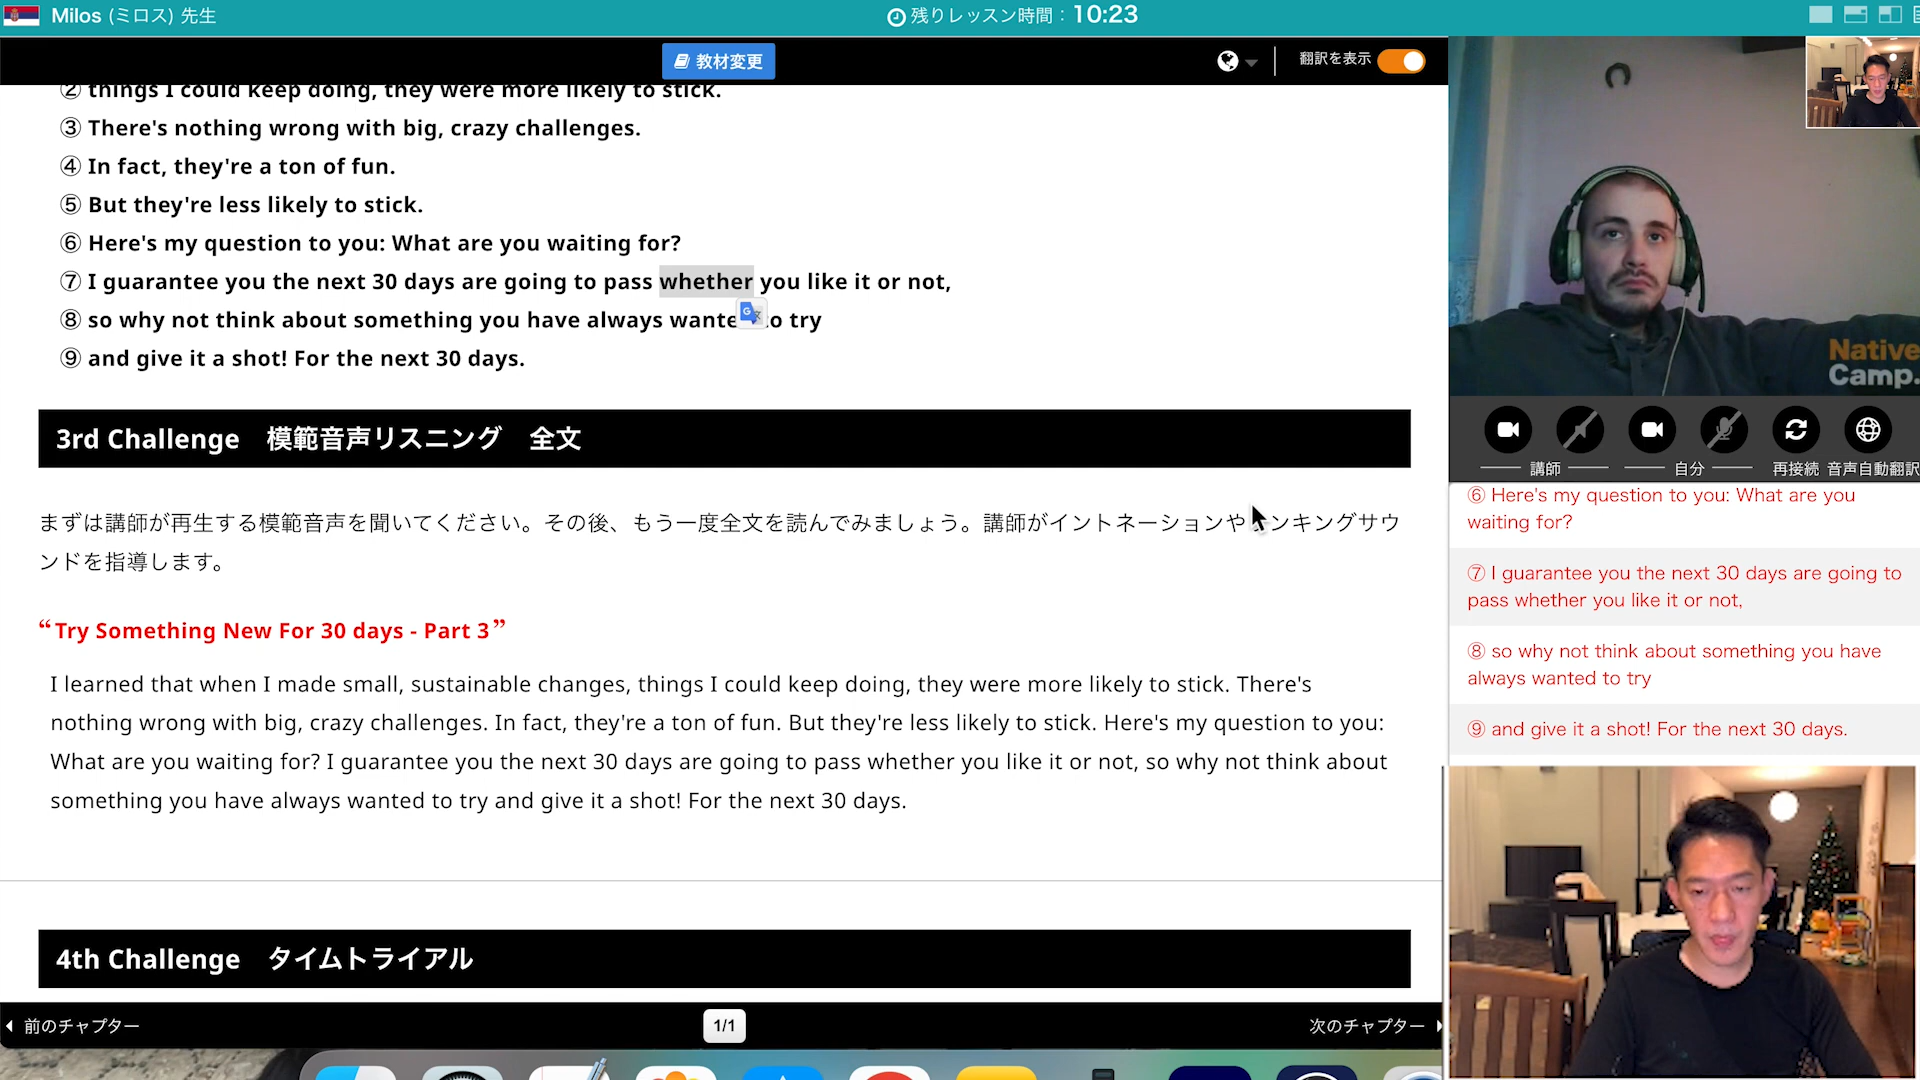 Milos (ミロス) 先生
残りレッスン時間：10:23
教材変更
翻訳を表示
② things I could keep doing, they were more likely to stick.
③ There's nothing wrong with big, crazy challenges.
④ In fact, they're a ton of fun.
⑤ But they're less likely to stick.
⑥ Here's my question to you: What are you waiting for?
⑦ I guarantee you the next 30 days are going to pass whether you like it or not,
⑧ so why not think about something you have always wante o try
⑨ and give it a shot! For the next 30 days.
3rd Challenge 模範音声リスニング 全文
まずは講師が再生する模範音声を聞いてください。その後、もう一度全文を読んでみましょう。講師がイントネーションや ンキングサウ
ンドを指導します。
“Try Something New For 30 days - Part 3”
I learned that when I made small, sustainable changes, things I could keep doing, they were more likely to stick. There's
nothing wrong with big, crazy challenges. In fact, they're a ton of fun. But they're less likely to stick. Here's my question to you:
What are you waiting for? I guarantee you the next 30 days are going to pass whether you like it or not, so why not think about
something you have always wanted to try and give it a shot! For the next 30 days.
4th Challenge タイムトライアル
前のチャプター
1/1
次のチャプター
Native
Camp.
講師
自分
再接続
音声自動翻訳
⑥ Here's my question to you: What are you
waiting for?
⑦ I guarantee you the next 30 days are going to
pass whether you like it or not,
⑧ so why not think about something you have
always wanted to try
⑨ and give it a shot! For the next 30 days.